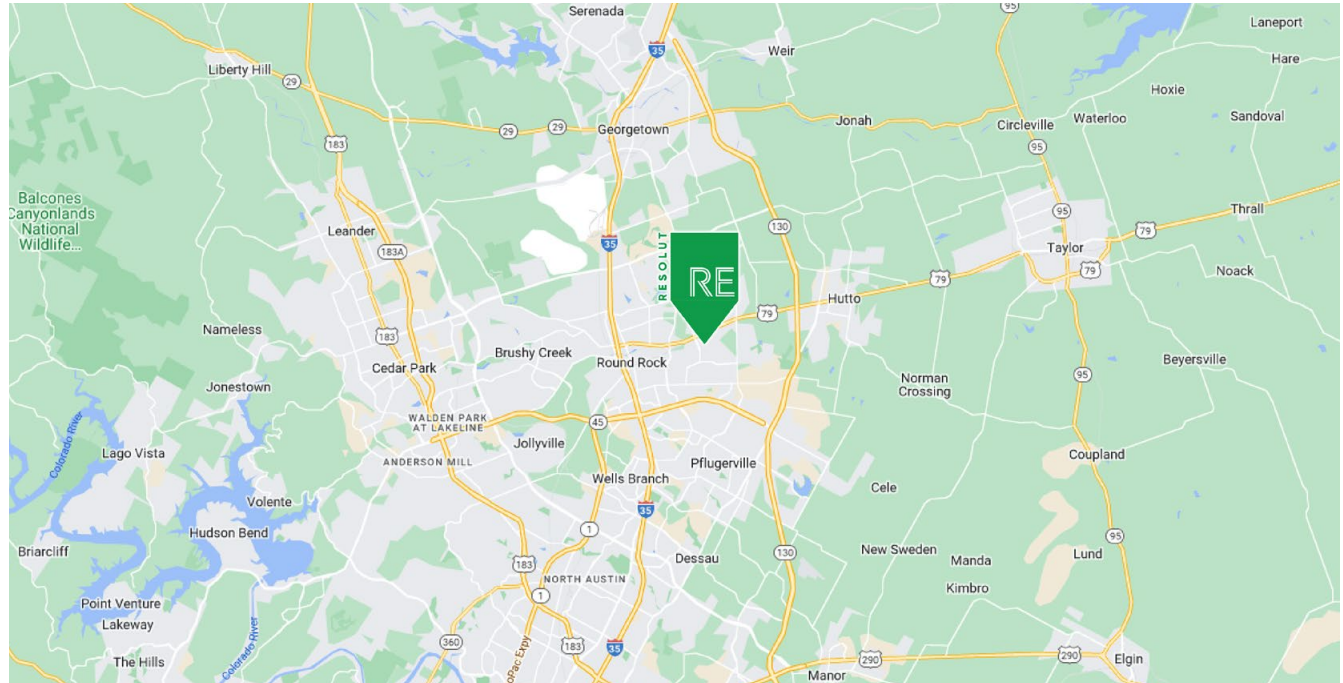 Serenada
95
Laneport
35
Weir
Hare
Liberty Hill
29
Hoxie
Jonah
Circleville
Waterloo
Sandoval
29
29
Georgetown
183
95
Balcones
Canyonlands
National
Wildlife...
Thrall
95
Leander
130
79
183A
35
RESOLUT
RE
Taylor
79
79
Noack
79
Hutto
79
Nameless
183
Brushy Creek
Round Rock
Cedar Park
Beyersville
95
Norman
Crossing
Jonestown
WALDEN PARK
AT LAKELINE
45
Colorado River
Lago Vista
Jollyville
ANDERSON MILL
Pflugerville
Coupland
Wells Branch
Cele
Volente
35
Hudson Bend
1
95
Briarcliff
130
New Sweden
Lund
Dessau
Manda
183
NORTH AUSTIN
Kimbro
1
Point Venture
Lakeway
Colorado River
360
183
35
oPac Expy
The Hills
290
290
Elgin
Manor